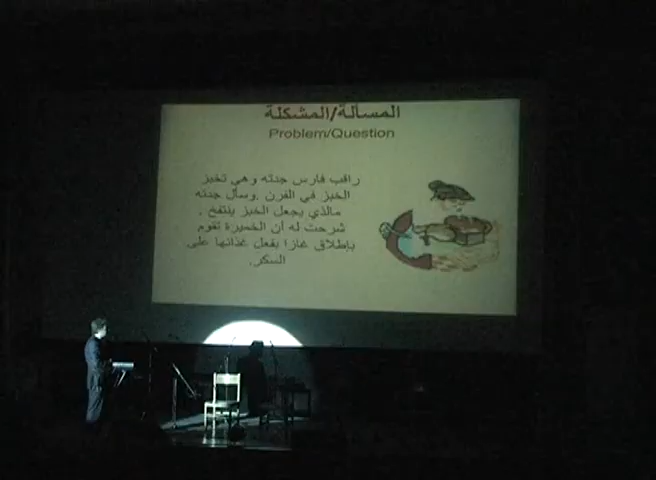 المسألة/المشكلة
Problem/Question
راقب فارس جدته وهي تخبز
الخبز في الفرن .وسأل جدته
مالذي يجعل الخبز ينتفخ .
شرحت له أن الخميرة تقوم
بإطلاق غازا بفعل غذائها على
السكر.